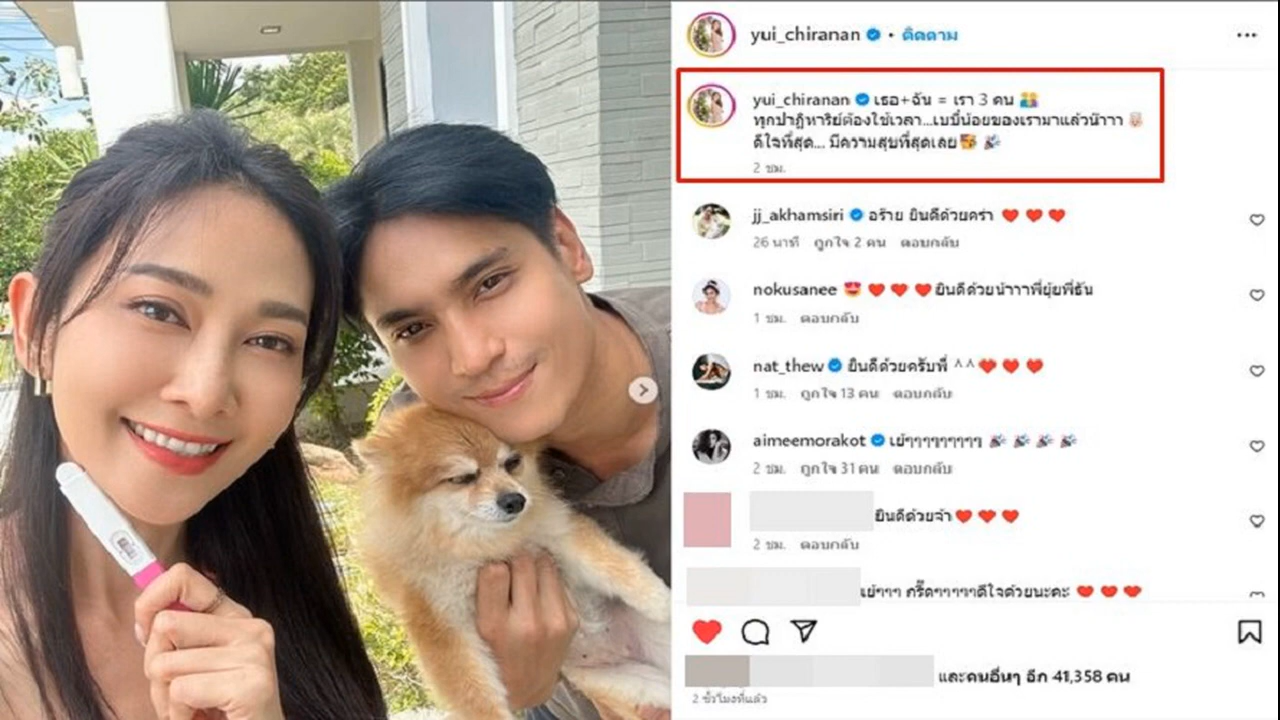 yui_chiranan • ติดตาม
yui_chiranan เธอ+ฉัน = เรา 3 คน
ทุกปาฏิหาริย์ต้องใช้เวลา...เบบี๋น้อยของเรามาแล้วน๊าาา
ดีใจที่สุด... มีความสุขที่สุดเลย
2 ชม.
jj_akhamsiri อร๊าย ยินดีด้วยคร่า
26 นาที ถูกใจ 2 คน ตอบกลับ
nokusanee ยินดีด้วยน้าาาพี่ยุ้ยพี่ธัน
1 ชม. ตอบกลับ
nat_thew ยินดีด้วยครับพี่ ^^
1 ชม. ถูกใจ 13 คน ตอบกลับ
aimeemorakot เย้ๆๆๆๆๆๆๆๆ
2 ชม. ถูกใจ 31 คน ตอบกลับ
ยินดีด้วยจ้า
2 ชม. ตอบกลับ
เย้าาา กรี๊ดาาาาาดีใจด้วยนะคะ
และคนอื่นๆ อีก 41,358 คน
2 ชั่วโมงที่แล้ว